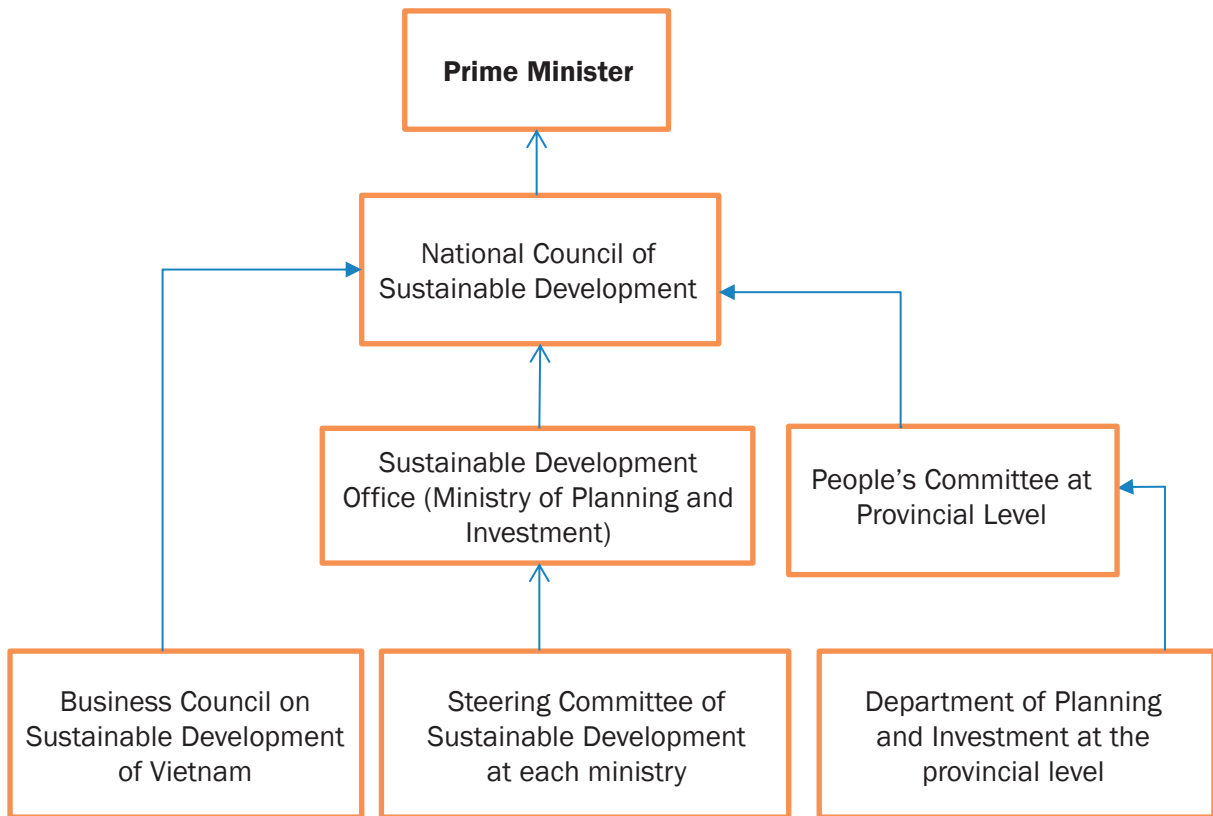 Prime Minister
National Council of
Sustainable Development
Sustainable Development
Office (Ministry of Planning and
Investment)
People’s Committee at
Provincial Level
Business Council on
Sustainable Development
of Vietnam
Steering Committee of
Sustainable Development
at each ministry
Department of Planning
and Investment at the
provincial level